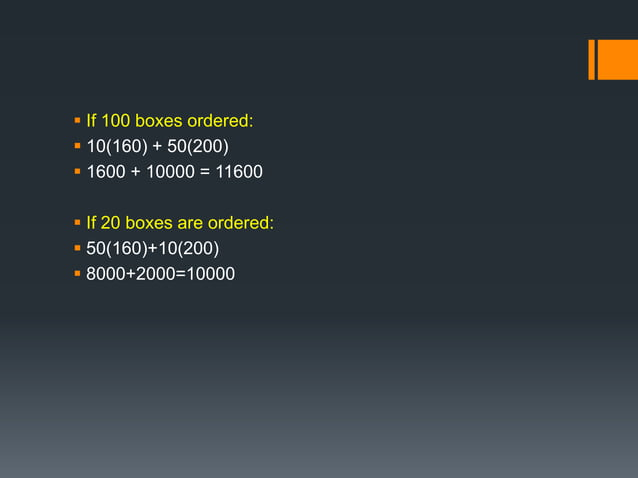 If 100 boxes ordered:
10(160) + 50(200)
1600 + 10000 = 11600
If 20 boxes are ordered:
50(160)+10(200)
8000+2000=10000